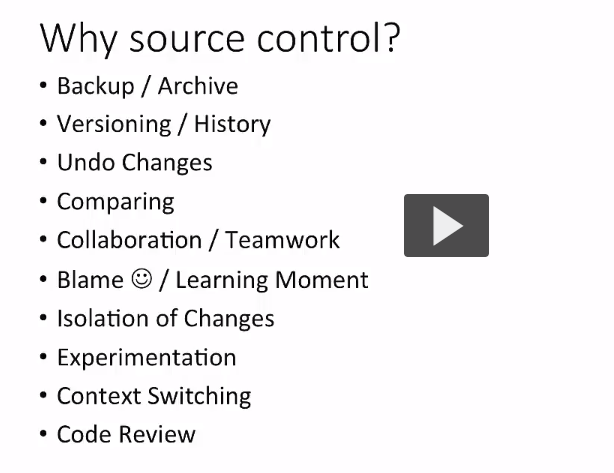 Why source control?
• Backup / Archive
• Versioning / History
• Undo Changes
• Comparing
• Collaboration / Teamwork
• Blame ☺ / Learning Moment
• Isolation of Changes
• Experimentation
• Context Switching
• Code Review